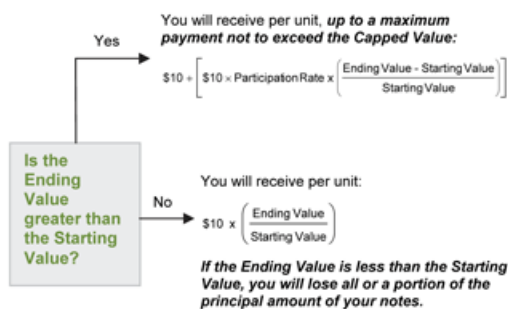 You will receive per unit, up to a maximum
payment not to exceed the Capped Value:
Yes
$10 + [ $10 × Participation Rate x ( Ending Value - Starting Value / Starting Value ) ]
Is the
Ending
Value
greater than
the Starting
Value?
No
You will receive per unit:
$10 x ( Ending Value / Starting Value )
If the Ending Value is less than the Starting
Value, you will lose all or a portion of the
principal amount of your notes.